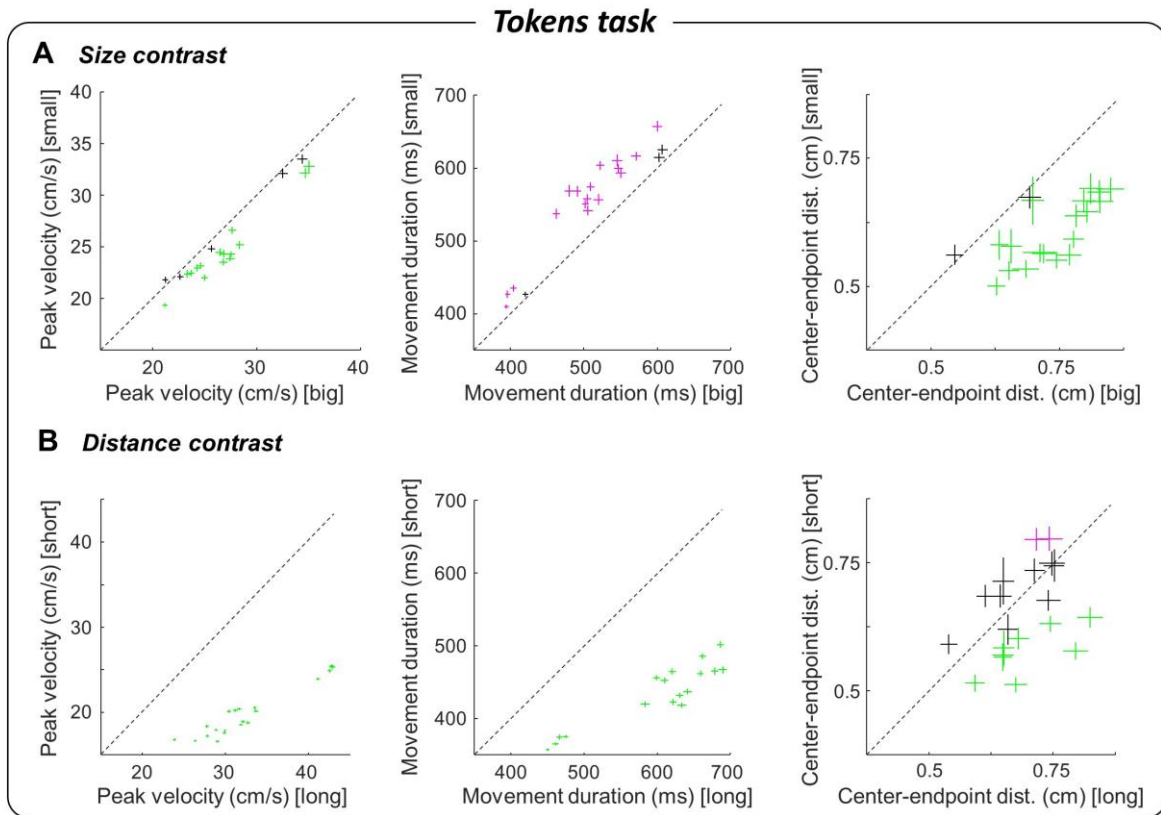 Tokens task
A Size contrast
Peak velocity (cm/s) [small]
40
35
30
25
20
20
30
40
Peak velocity (cm/s) [big]
Movement duration (ms) [small]
700
600
500
400
400
500
600
700
Movement duration (ms) [big]
Center-endpoint dist. (cm) [small]
0.75
0.5
0.5
0.75
Center-endpoint dist. (cm) [big]
B Distance contrast
Peak velocity (cm/s) [short]
40
30
20
20
30
40
Peak velocity (cm/s) [long]
Movement duration (ms) [short]
700
600
500
400
400
500
600
700
Movement duration (ms) [long]
Center-endpoint dist. (cm) [short]
0.75
0.5
0.5
0.75
Center-endpoint dist. (cm) [long]